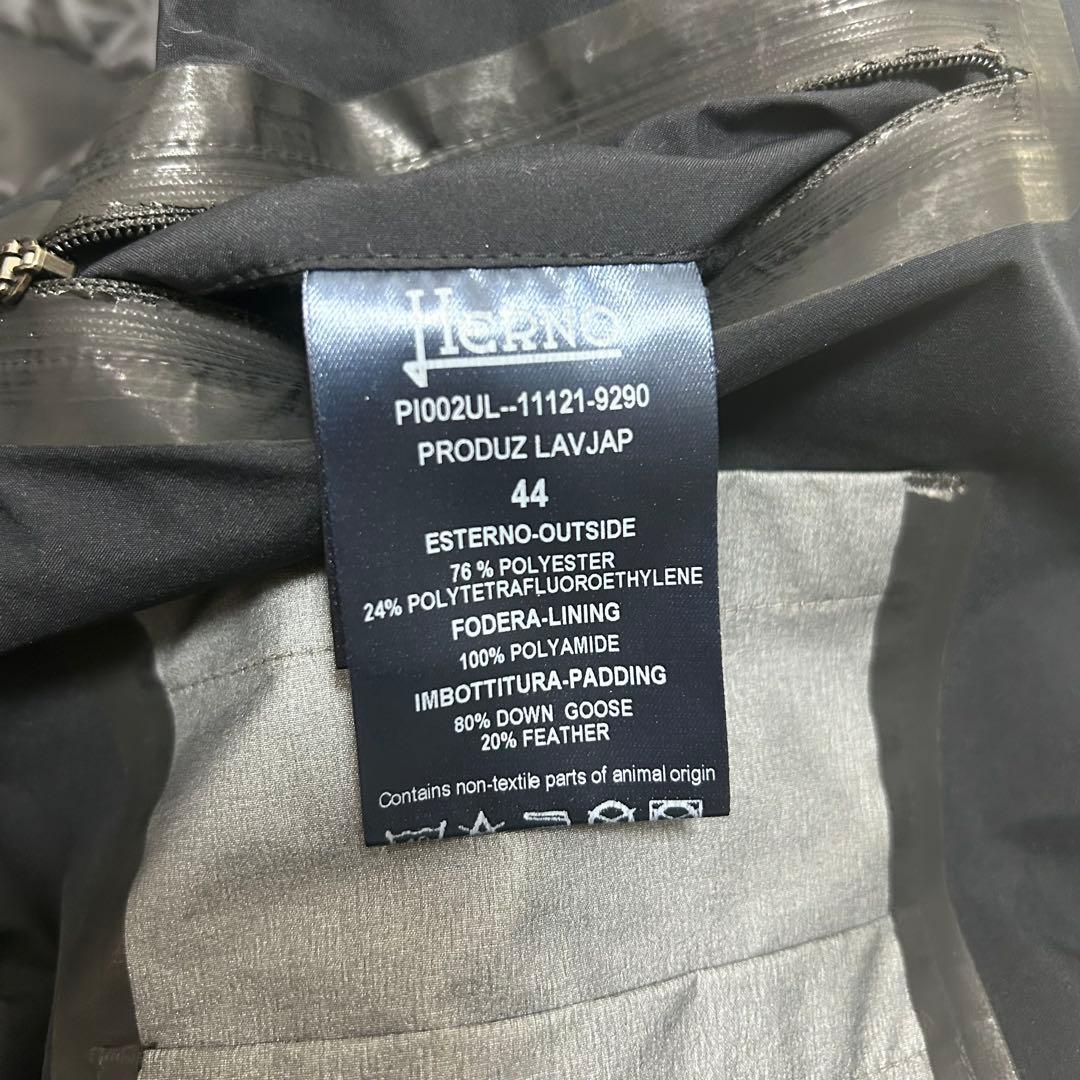 HERNO
PI002UL--11121-9290
PRODUZ LAVJAP
44
ESTERNO-OUTSIDE
76 % POLYESTER
24% POLYTETRAFLUOROETHYLENE
FODERA-LINING
100% POLYAMIDE
IMBOTTITURA-PADDING
80% DOWN GOOSE
20% FEATHER
Contains non-textile parts of animal origin